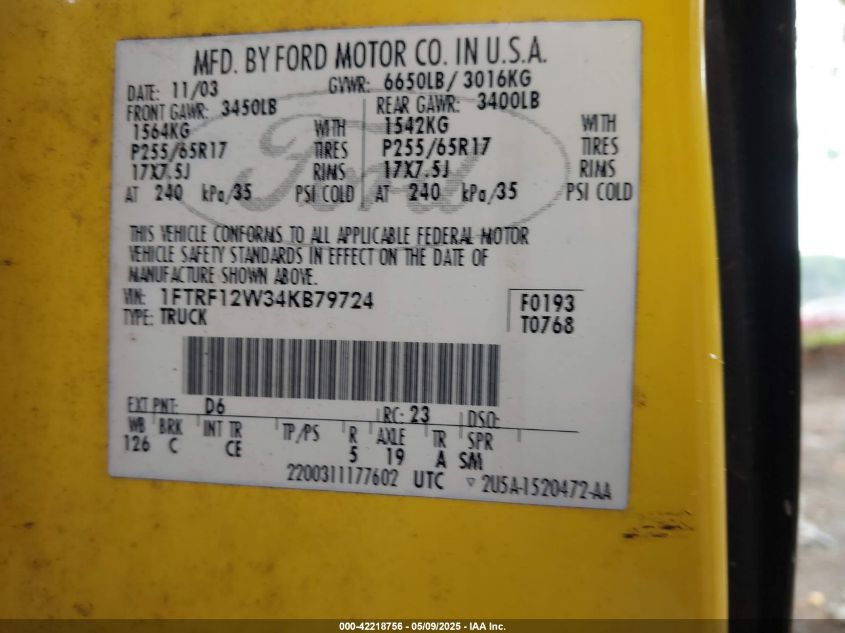 MFD. BY FORD MOTOR CO. IN U.S.A.
DATE: 11/03 GVWR: 6650LB/ 3016KG
FRONT GAWR: 3450LB REAR GAWR: 3400LB
1564KG WITH 1542KG WITH
P255/65R17 TIRES P255/65R17 TIRES
17X7.5J RIMS 17X7.5J RIMS
AT 240 kPa/35 PSI COLD AT 240 kPa/35 PSI COLD
THIS VEHICLE CONFORMS TO ALL APPLICABLE FEDERAL MOTOR
VEHICLE SAFETY STANDARDS IN EFFECT ON THE DATE OF
MANUFACTURE SHOWN ABOVE.
VIN: 1FTRF12W34KB79724 F0193
TYPE: TRUCK T0768
EXT PNT: D6 RC: 23 DSO:
WB BRK INT TR TP/PS R AXLE TR SPR
126 C CE 5 19 A SM
2200311177602 UTC ▽ 2U5A-1520472-AA
Ford
000-42218756 - 05/09/2025 - IAA Inc.